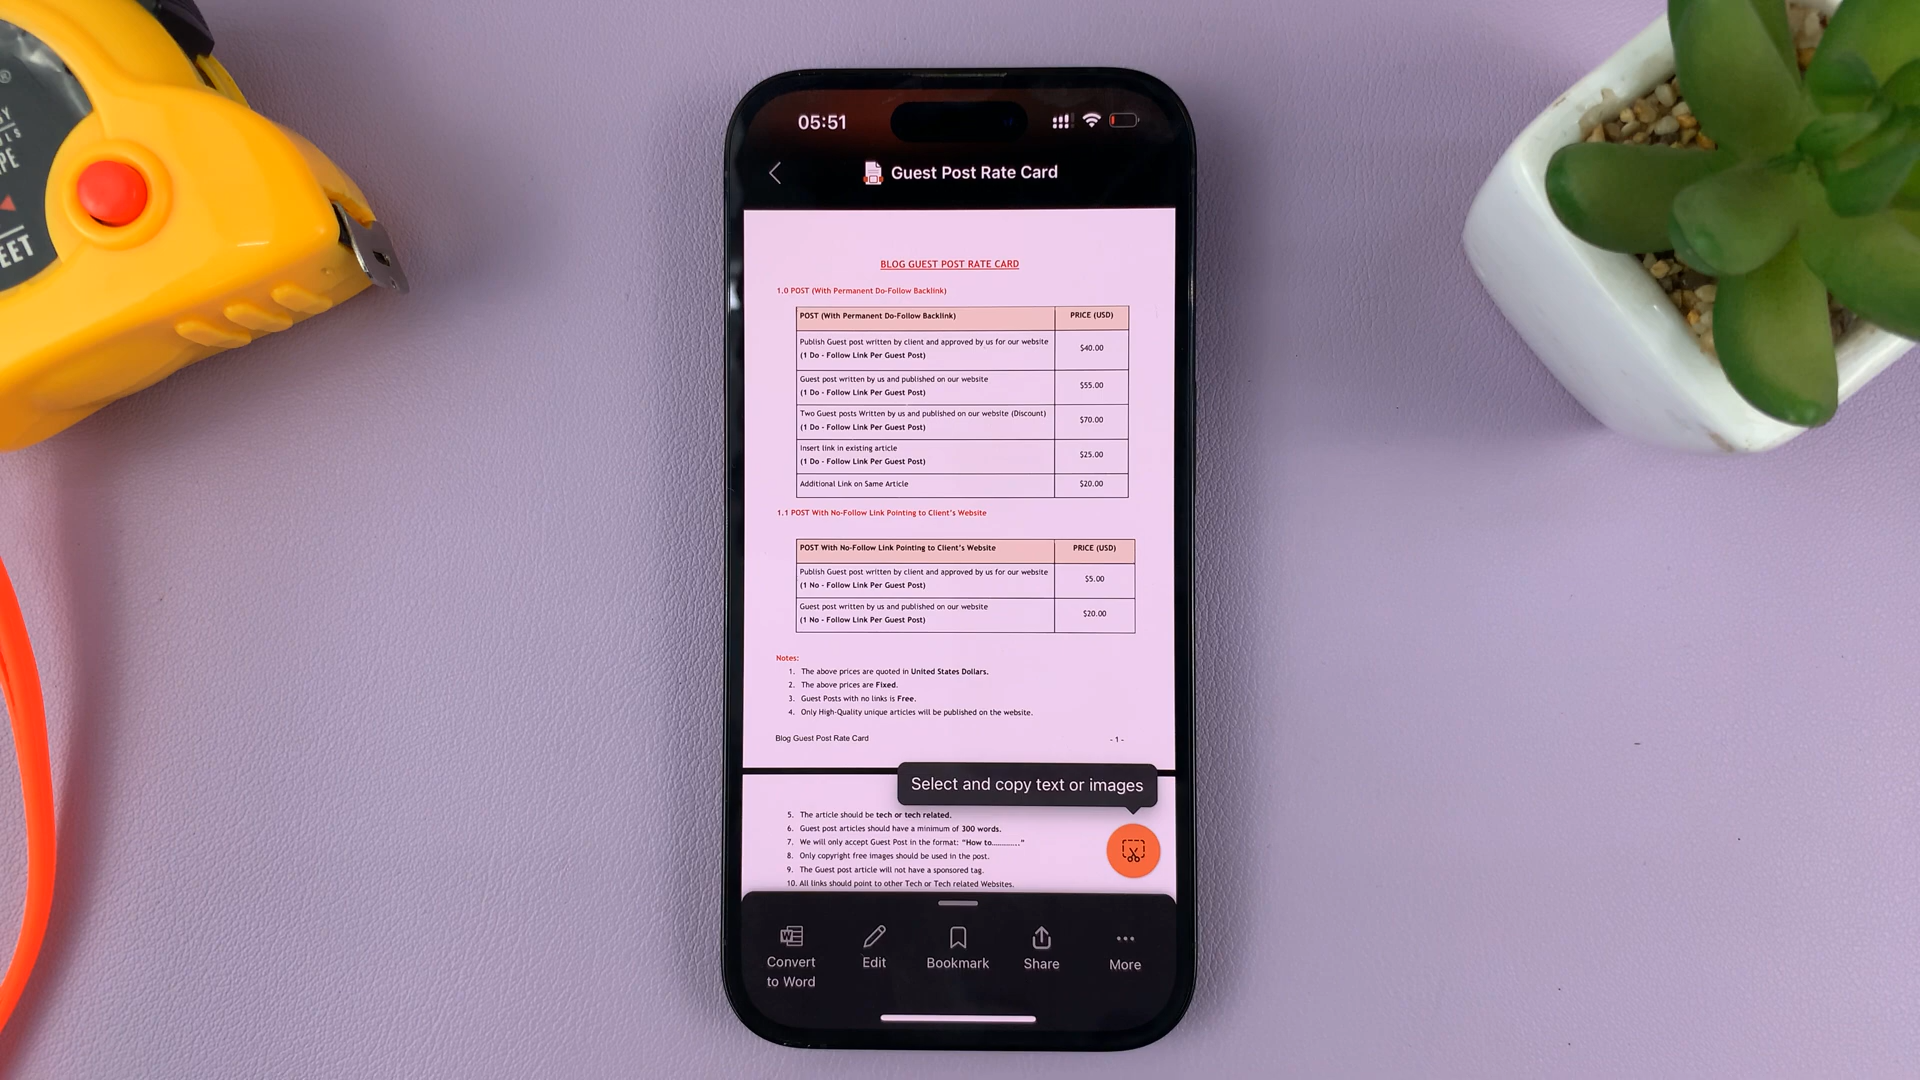 05:51
Guest Post Rate Card
BLOG GUEST POST RATE CARD
1.0 POST (With Permanent Do-Follow Backlink)
POST (With Permanent Do-Follow Backlink) PRICE (USD)
Publish Guest post written by client and approved by us for our website
(1 Do - Follow Link Per Guest Post)
$40.00
Guest post written by us and published on our website
(1 Do - Follow Link Per Guest Post)
$55.00
Two Guest posts Written by us and published on our website (Discount)
(1 Do - Follow Link Per Guest Post)
$70.00
Insert link in existing article
(1 Do - Follow Link Per Guest Post)
$25.00
Additional Link on Same Article $20.00
1.1 POST With No-Follow Link Pointing to Client's Website
POST With No-Follow Link Pointing to Client's Website PRICE (USD)
Publish Guest post written by client and approved by us for our website
(1 No - Follow Link Per Guest Post)
$5.00
Guest post written by us and published on our website
(1 No - Follow Link Per Guest Post)
$20.00
Notes:
1. The above prices are quoted in United States Dollars.
2. The above prices are Fixed.
3. Guest Posts with no links is Free.
4. Only High-Quality unique articles will be published on the website.
Blog Guest Post Rate Card - 1 -
Select and copy text or images
5. The article should be tech or tech related.
6. Guest post articles should have a minimum of 300 words.
7. We will only accept Guest Post in the format: "How to............"
8. Only copyright free images should be used in the post.
9. The Guest post article will not have a sponsored tag.
10. All links should point to other Tech or Tech related Websites.
Convert
to Word
Edit
Bookmark
Share
More